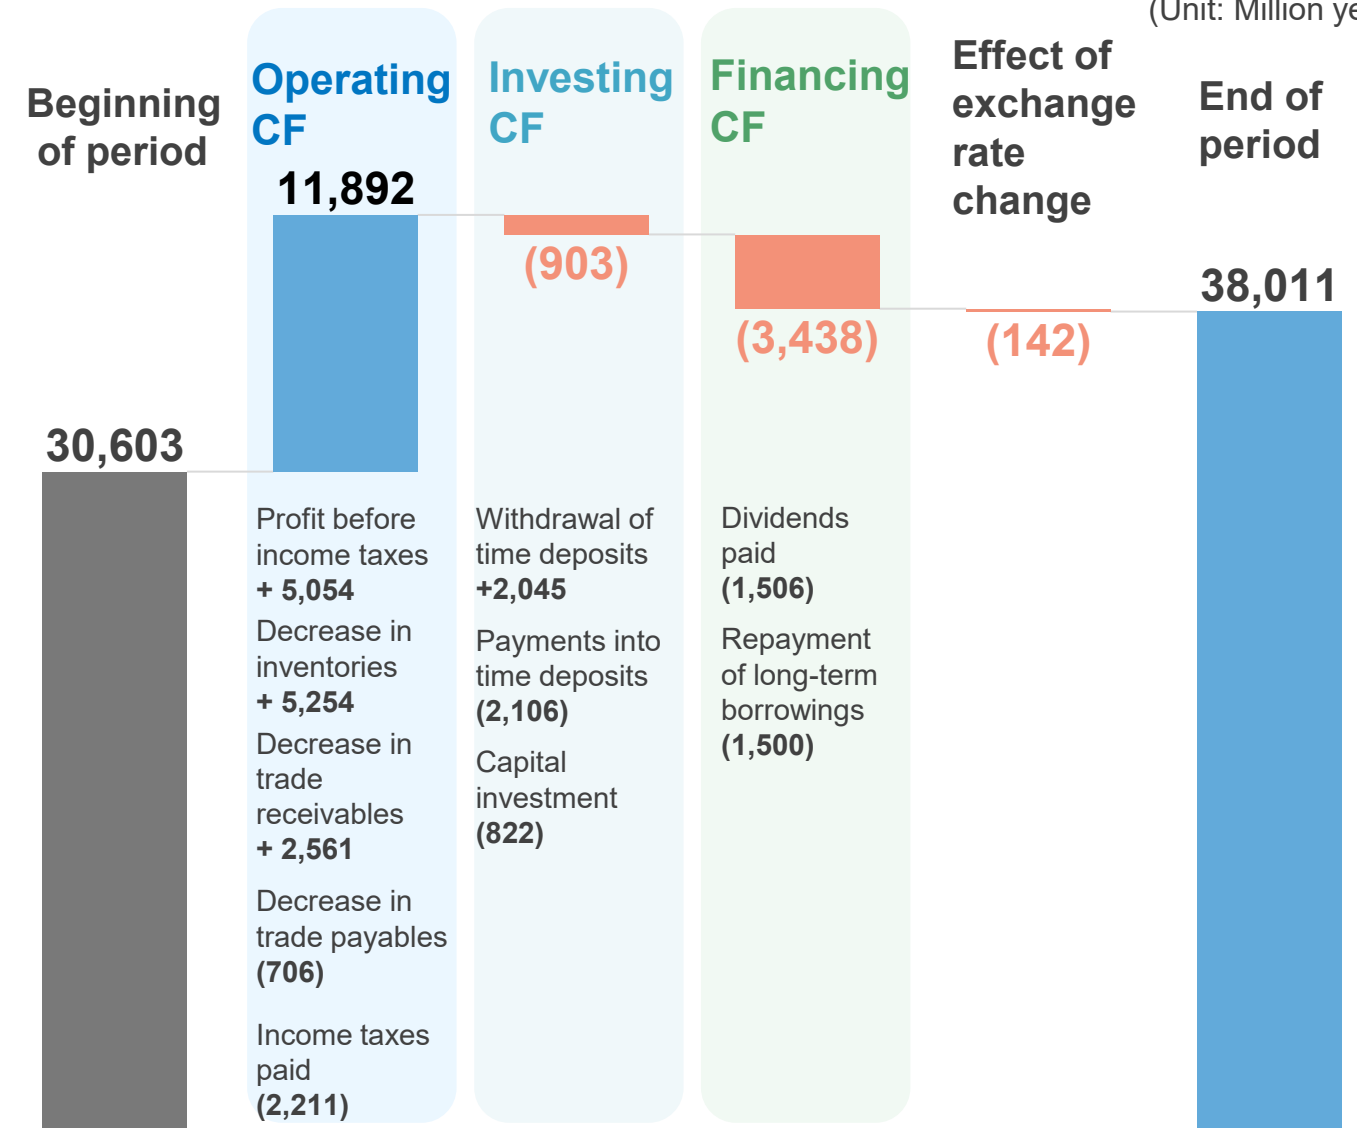 (Unit: Million ye
Beginning
of period
30,603
Operating
CF
11,892
Profit before
income taxes
+ 5,054
Decrease in
inventories
+ 5,254
Decrease in
trade
receivables
+ 2,561
Decrease in
trade payables
(706)
Income taxes
paid
(2,211)
Investing
CF
(903)
Withdrawal of
time deposits
+2,045
Payments into
time deposits
(2,106)
Capital
investment
(822)
Financing
CF
(3,438)
Dividends
paid
(1,506)
Repayment
of long-term
borrowings
(1,500)
Effect of
exchange
rate
change
(142)
End of
period
38,011